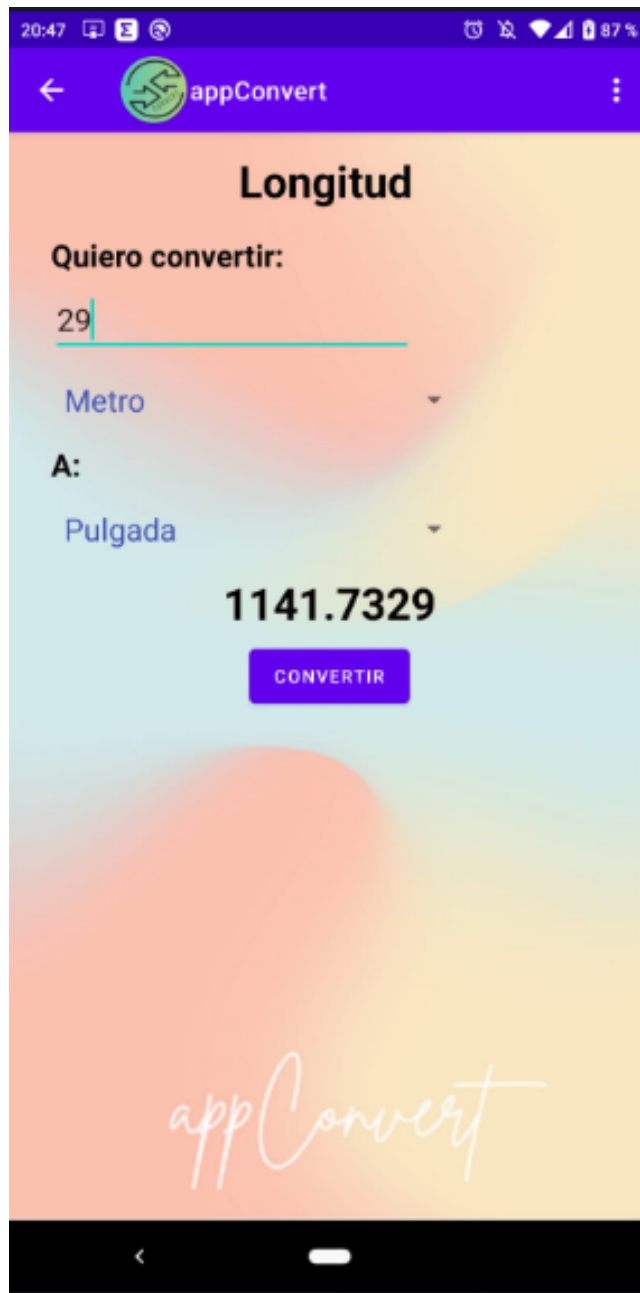 20:47 87 %
appConvert
Longitud
Quiero convertir:
29
Metro
A:
Pulgada
1141.7329
CONVERTIR
appConvert